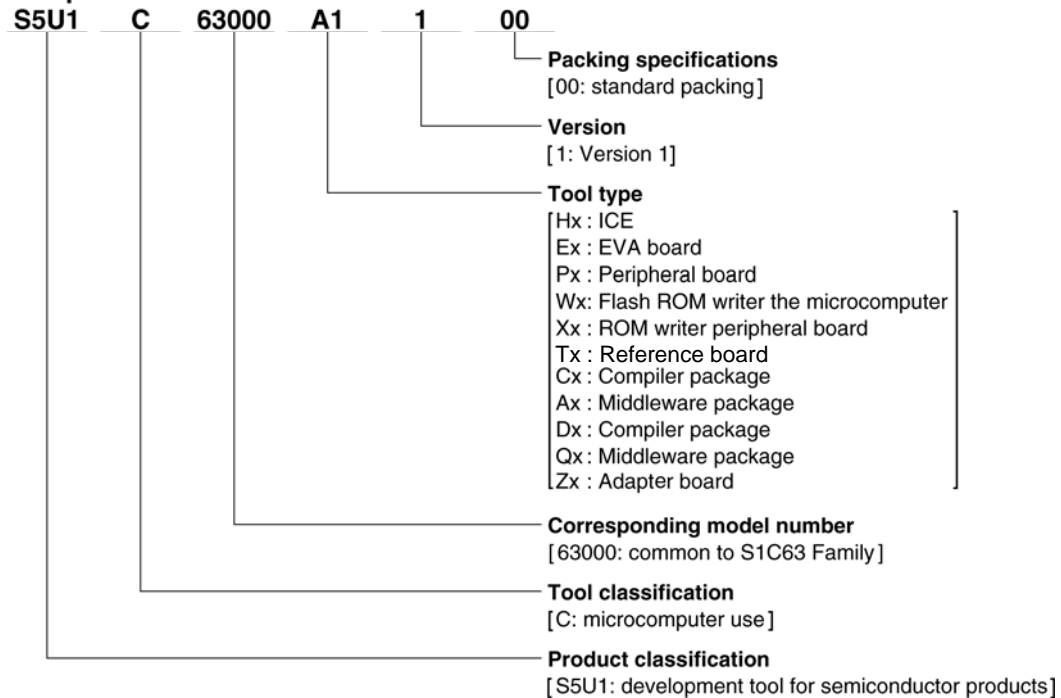 S5U1 C 63000 A1 1 00
Packing specifications
[00: standard packing]
Version
[1: Version 1]
Tool type
Hx : ICE
Ex : EVA board
Px : Peripheral board
Wx: Flash ROM writer the microcomputer
Xx : ROM writer peripheral board
Tx : Reference board
Cx : Compiler package
Ax : Middleware package
Dx : Compiler package
Qx : Middleware package
Zx : Adapter board
Corresponding model number
[63000: common to S1C63 Family]
Tool classification
[C: microcomputer use]
Product classification
[S5U1: development tool for semiconductor products]